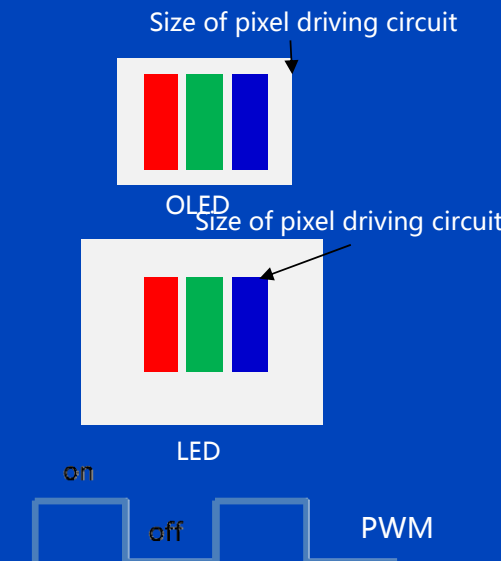 Size of pixel driving circuit
OLED
Size of pixel driving circuit
LED
on
off
PWM